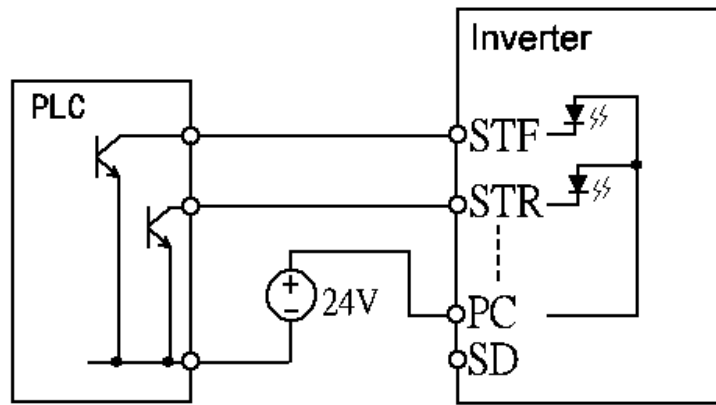 Inverter
PLC
STF
STR
+
−
24V
PC
SD